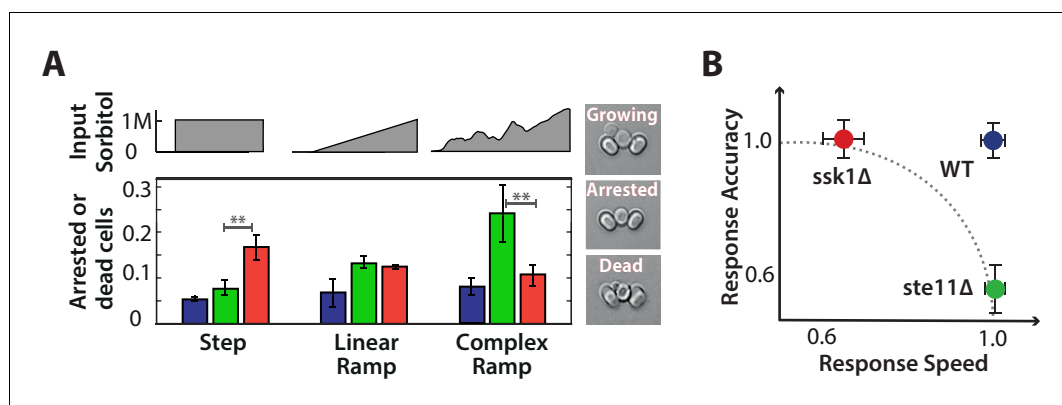 A
Input
Sorbitol
1M
0
Growing
Arrested
Dead
Arrested or
dead cells
0.3
0.2
0.1
0
**
**
Step
Linear
Ramp
Complex
Ramp
B
Response Accuracy
1.0
0.6
ssk1Δ
WT
ste11Δ
0.6
1.0
Response Speed